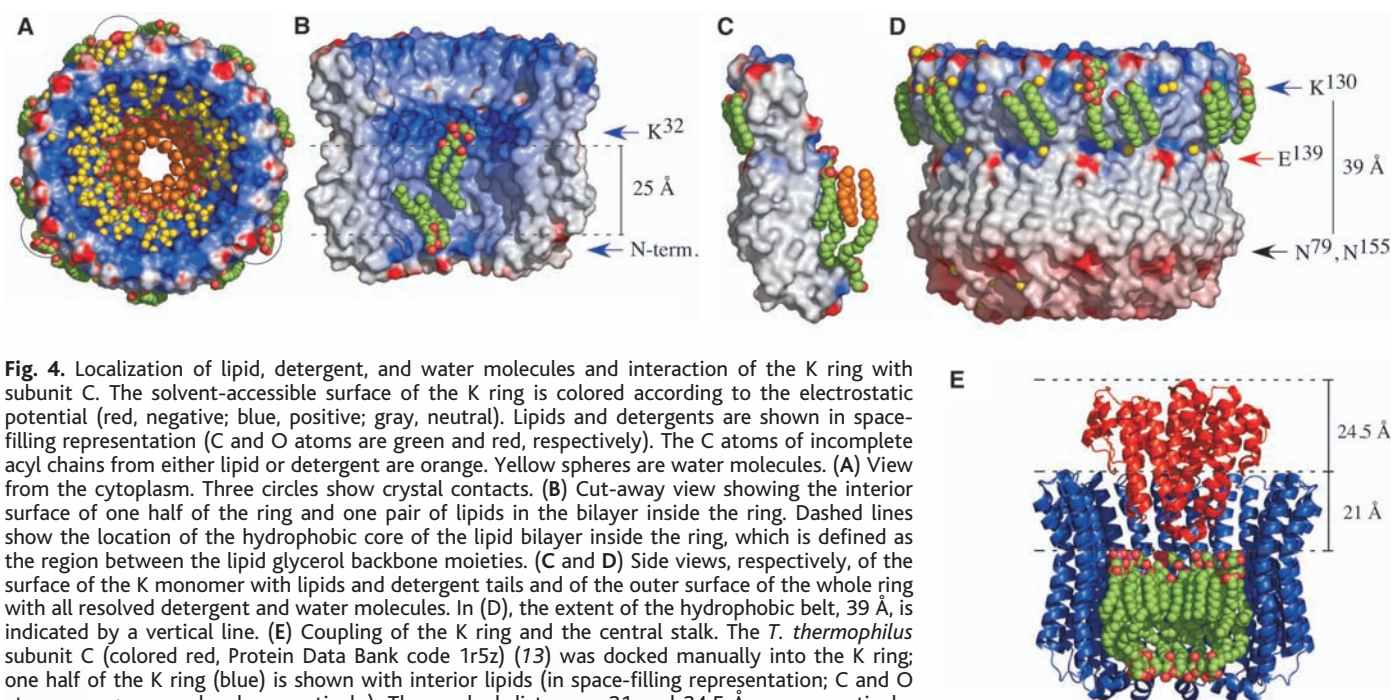 A
B
C
D
K32
25 Å
N-term.
K130
E139
39 Å
N79, N155
Fig. 4. Localization of lipid, detergent, and water molecules and interaction of the K ring with
subunit C. The solvent-accessible surface of the K ring is colored according to the electrostatic
potential (red, negative; blue, positive; gray, neutral). Lipids and detergents are shown in space-
filling representation (C and O atoms are green and red, respectively). The C atoms of incomplete
acyl chains from either lipid or detergent are orange. Yellow spheres are water molecules. (A) View
from the cytoplasm. Three circles show crystal contacts. (B) Cut-away view showing the interior
surface of one half of the ring and one pair of lipids in the bilayer inside the ring. Dashed lines
show the location of the hydrophobic core of the lipid bilayer inside the ring, which is defined as
the region between the lipid glycerol backbone moieties. (C and D) Side views, respectively, of the
surface of the K monomer with lipids and detergent tails and of the outer surface of the whole ring
with all resolved detergent and water molecules. In (D), the extent of the hydrophobic belt, 39 Å, is
indicated by a vertical line. (E) Coupling of the K ring and the central stalk. The T. thermophilus
subunit C (colored red, Protein Data Bank code 1r5z) (13) was docked manually into the K ring;
one half of the K ring (blue) is shown with interior lipids (in space-filling representation; C and O
E
24.5 Å
21 Å